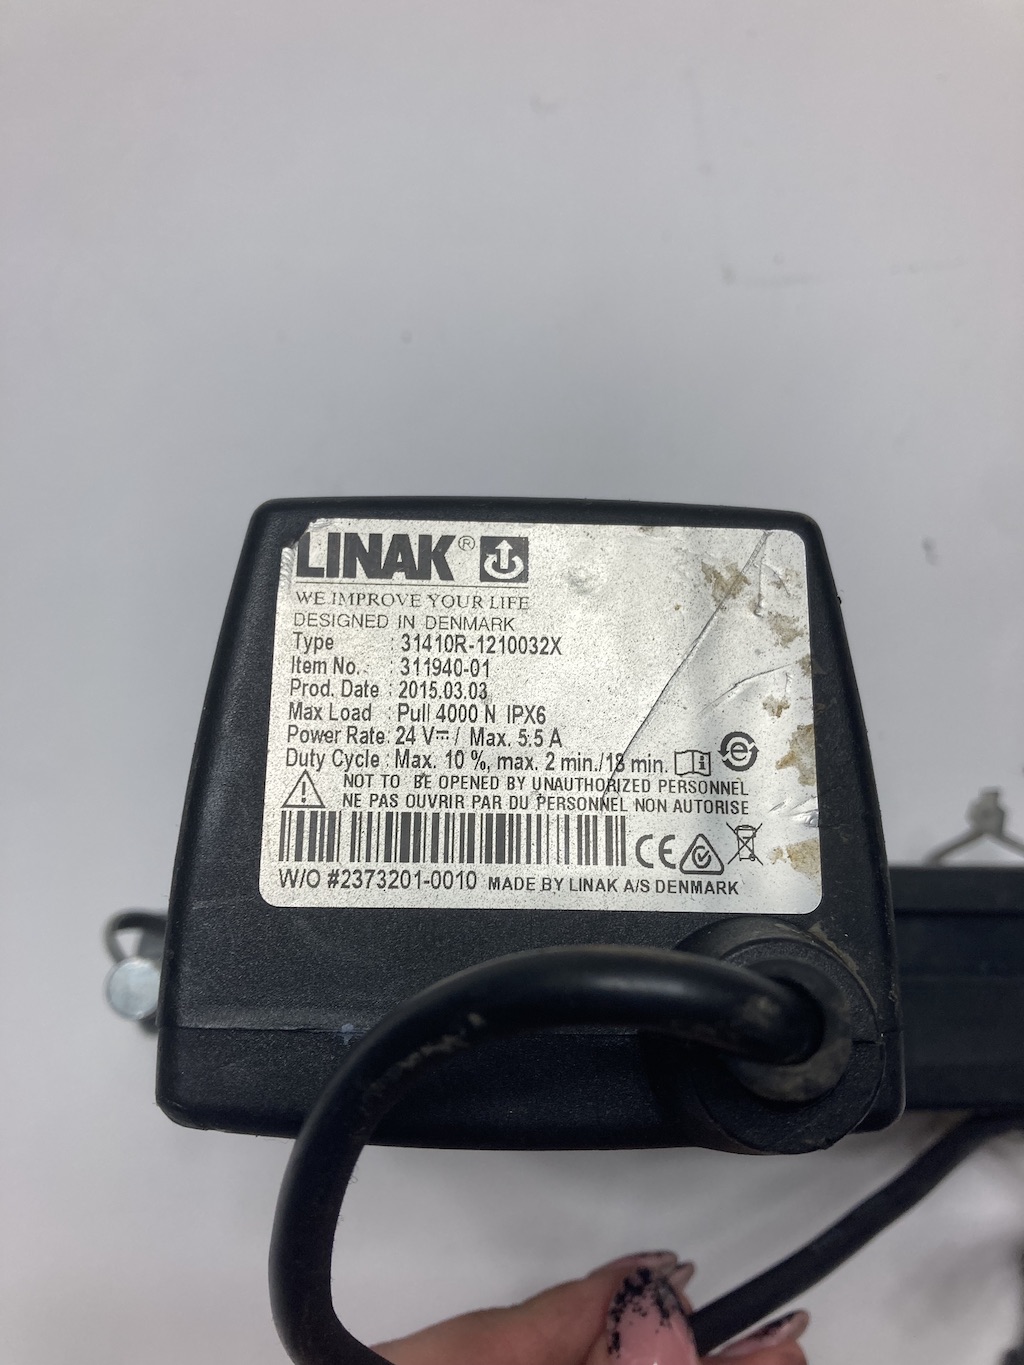 LINAK®
WE IMPROVE YOUR LIFE
DESIGNED IN DENMARK
Type : 31410R-1210032X
Item No. : 311940-01
Prod. Date : 2015.03.03
Max Load : Pull 4000 N IPX6
Power Rate: 24 V⎓ / Max. 5.5 A
Duty Cycle : Max. 10 %, max. 2 min./18 min.
NOT TO BE OPENED BY UNAUTHORIZED PERSONNEL
NE PAS OUVRIR PAR DU PERSONNEL NON AUTORISE
CE
W/O #2373201-0010 MADE BY LINAK A/S DENMARK